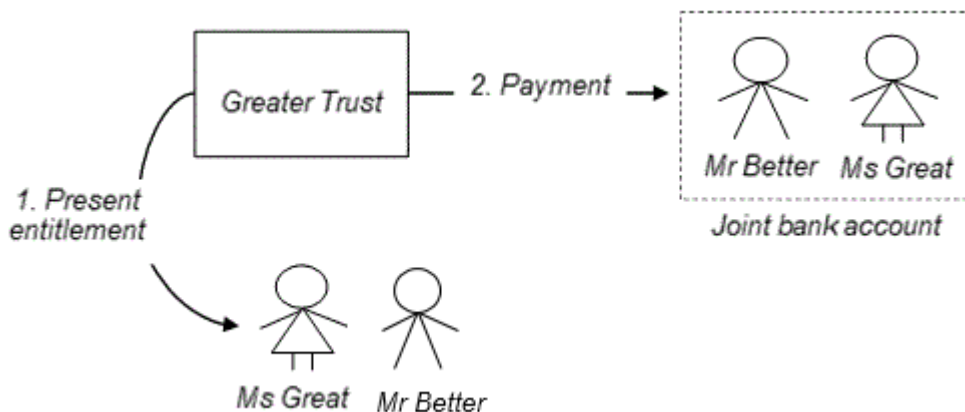 Greater Trust
2. Payment
Mr Better
Ms Great
Joint bank account
1. Present
entitlement
Ms Great
Mr Better